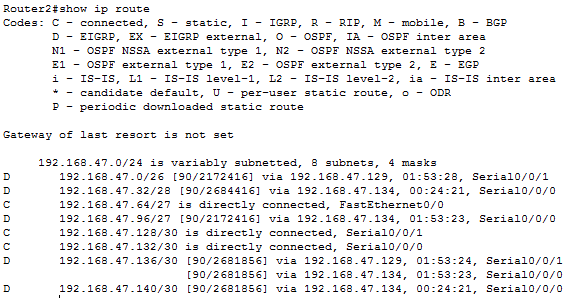 Router2#show ip route
Codes: C - connected, S - static, I - IGRP, R - RIP, M - mobile, B - BGP
       D - EIGRP, EX - EIGRP external, O - OSPF, IA - OSPF inter area
       N1 - OSPF NSSA external type 1, N2 - OSPF NSSA external type 2
       E1 - OSPF external type 1, E2 - OSPF external type 2, E - EGP
       i - IS-IS, L1 - IS-IS level-1, L2 - IS-IS level-2, ia - IS-IS inter area
       * - candidate default, U - per-user static route, o - ODR
       P - periodic downloaded static route

Gateway of last resort is not set

     192.168.47.0/24 is variably subnetted, 8 subnets, 4 masks
D       192.168.47.0/26 [90/2172416] via 192.168.47.129, 01:53:28, Serial0/0/1
D       192.168.47.32/28 [90/2684416] via 192.168.47.134, 00:24:21, Serial0/0/0
C       192.168.47.64/27 is directly connected, FastEthernet0/0
D       192.168.47.96/27 [90/2172416] via 192.168.47.134, 01:53:23, Serial0/0/0
C       192.168.47.128/30 is directly connected, Serial0/0/1
C       192.168.47.132/30 is directly connected, Serial0/0/0
D       192.168.47.136/30 [90/2681856] via 192.168.47.129, 01:53:24, Serial0/0/1
                          [90/2681856] via 192.168.47.134, 01:53:23, Serial0/0/0
D       192.168.47.140/30 [90/2681856] via 192.168.47.134, 00:24:21, Serial0/0/0